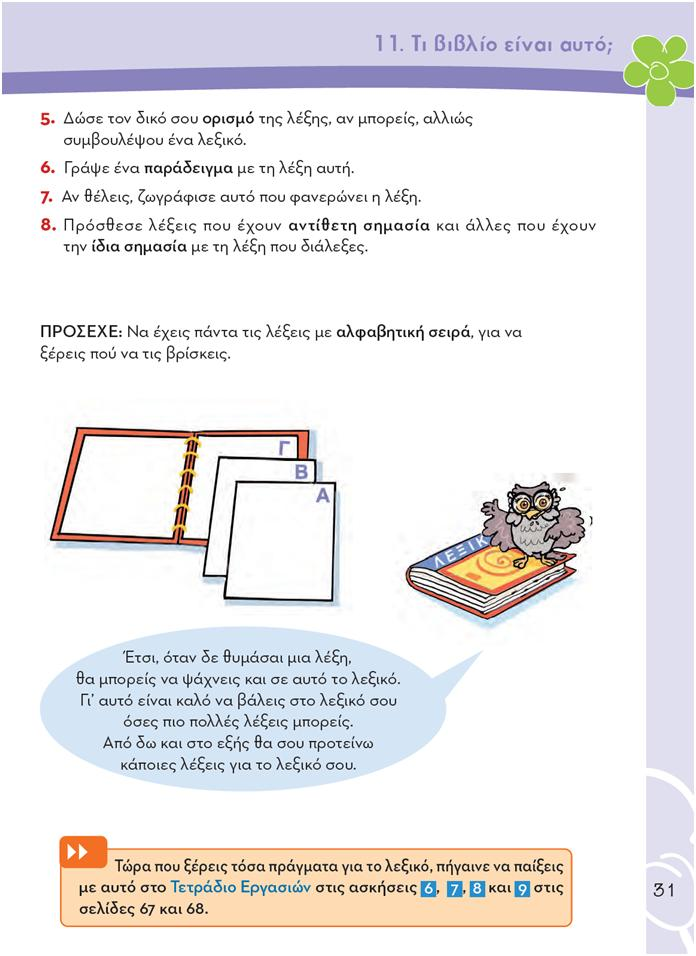 11. Τι βιβλίο είναι αυτό;
5. Δώσε τον δικό σου ορισμό της λέξης, αν μπορείς, αλλιώς
συμβουλέψου ένα λεξικό.
6. Γράψε ένα παράδειγμα με τη λέξη αυτή.
7. Αν θέλεις, ζωγράφισε αυτό που φανερώνει η λέξη.
8. Πρόσθεσε λέξεις που έχουν αντίθετη σημασία και άλλες που έχουν
την ίδια σημασία με τη λέξη που διάλεξες.
ΠΡΟΣΕΧΕ: Να έχεις πάντα τις λέξεις με αλφαβητική σειρά, για να
ξέρεις πού να τις βρίσκεις.
Γ
Β
Α
ΛΕΞΙΚ
Έτσι, όταν δε θυμάσαι μια λέξη,
θα μπορείς να ψάχνεις και σε αυτό το λεξικό.
Γι' αυτό είναι καλό να βάλεις στο λεξικό σου
όσες πιο πολλές λέξεις μπορείς.
Από δω και στο εξής θα σου προτείνω
κάποιες λέξεις για το λεξικό σου.
Τώρα που ξέρεις τόσα πράγματα για το λεξικό, πήγαινε να παίξεις
με αυτό στο Τετράδιο Εργασιών στις ασκήσεις 6, 7, 8 και 9 στις
σελίδες 67 και 68.
31